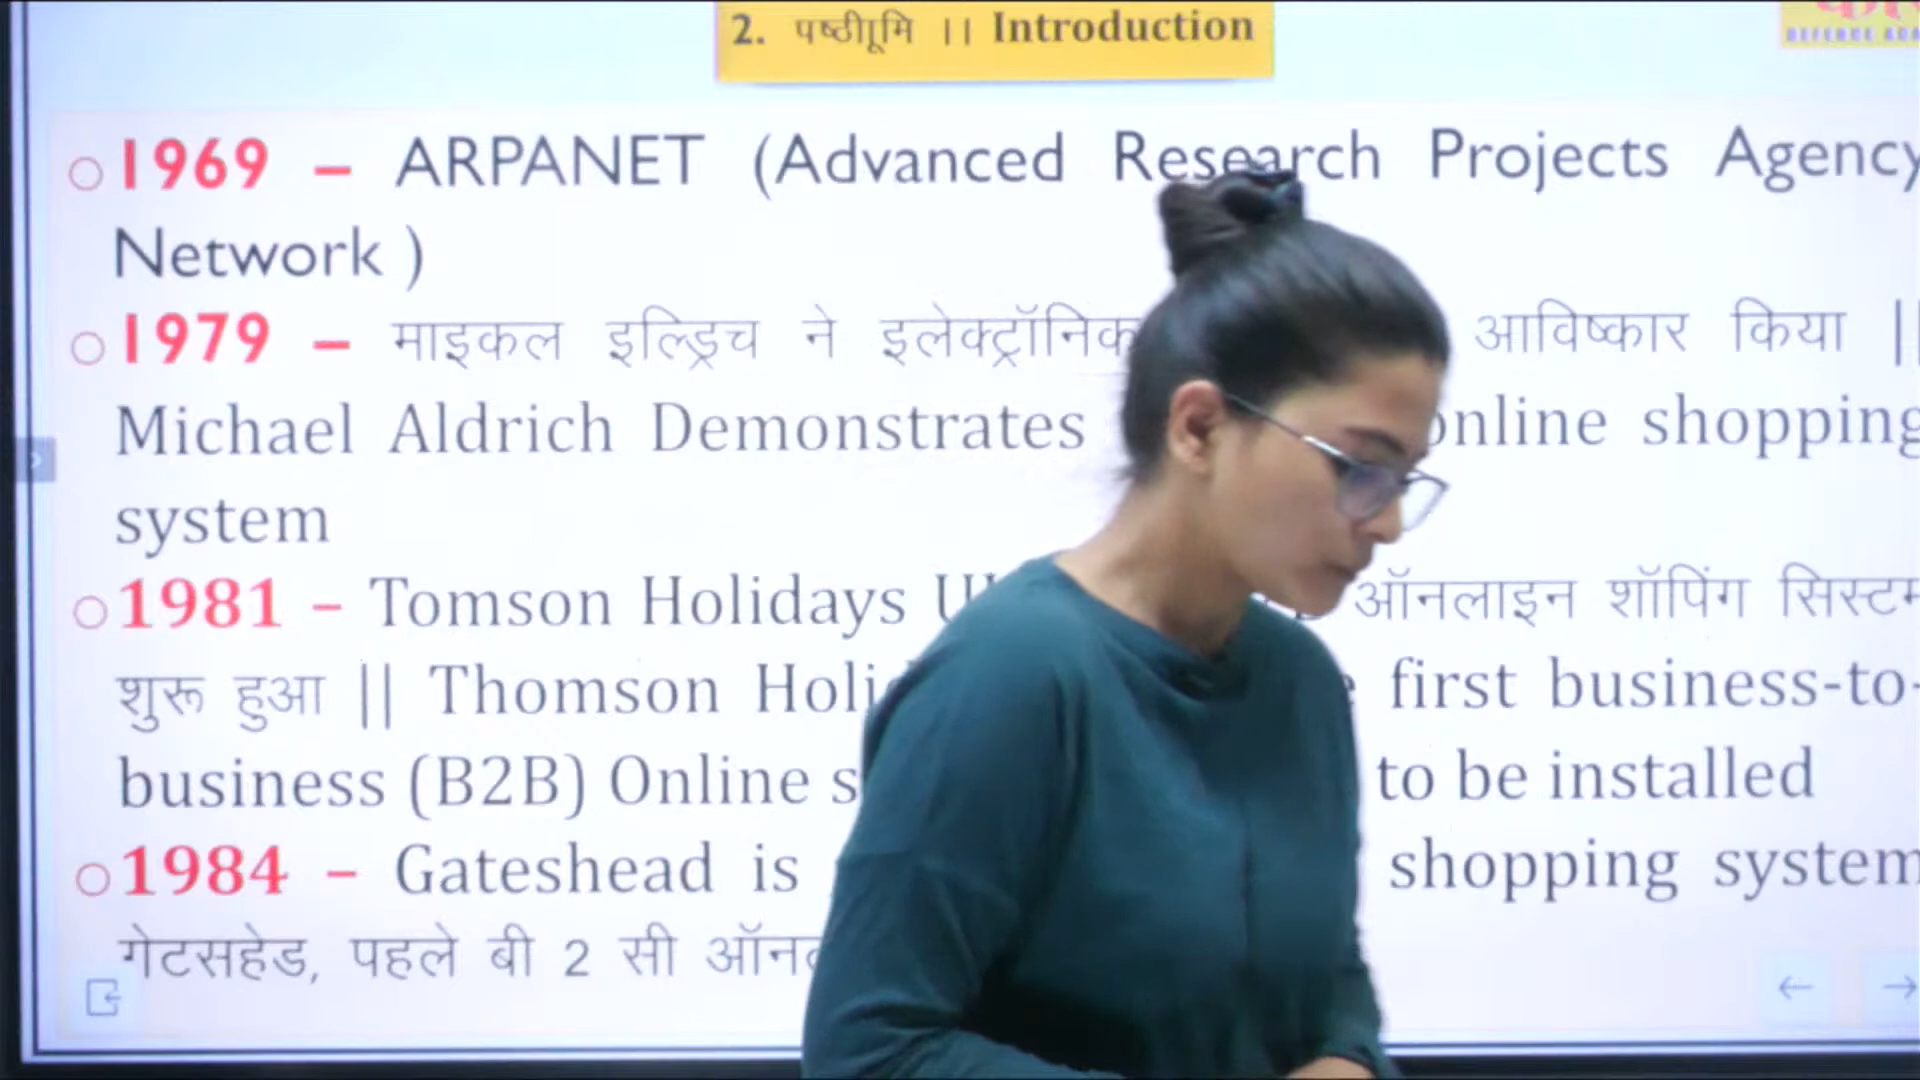 2. पष्ठीाूमि || Introduction
DEFENCE
1969 – ARPANET (Advanced Research Projects Agency
Network )
1979 – माइकल इल्ड्रिच ने इलेक्ट्रॉनिक आविष्कार किया ||
Michael Aldrich Demonstrates online shopping
system
1981 – Tomson Holidays ऑनलाइन शॉपिंग सिस्टम
शुरू हुआ || Thomson first business-to-
business (B2B) Online to be installed
1984 – Gateshead is shopping system
गेटसहेड, पहले बी 2 सी